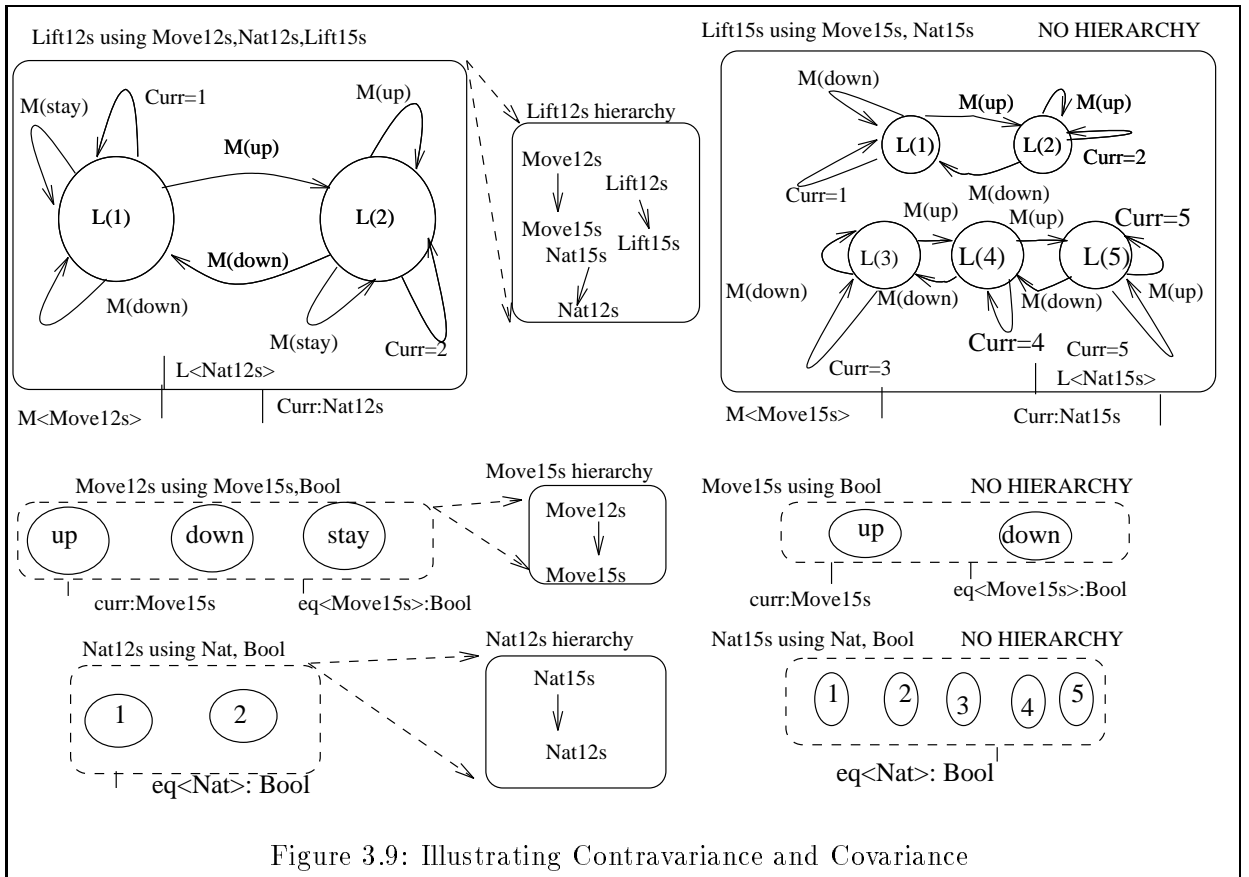 Lift12s using Move12s,Nat12s,Lift15s
M(stay)
Curr=1
M(up)
M(up)
L(1)
L(2)
M(down)
M(down)
M(stay)
Curr=2
L<Nat12s>
M<Move12s>
Curr:Nat12s
Lift12s hierarchy
Move12s
Lift12s
Move15s
Lift15s
Nat15s
Nat12s
Lift15s using Move15s, Nat15s
NO HIERARCHY
M(down)
M(up)
M(up)
L(1)
L(2)
Curr=2
Curr=1
M(down)
M(up)
M(up)
Curr=5
L(3)
L(4)
L(5)
M(down)
M(down)
M(down)
M(up)
Curr=4
Curr=5
Curr=3
L<Nat15s>
M<Move15s>
Curr:Nat15s
Move12s using Move15s,Bool
up
down
stay
curr:Move15s
eq<Move15s>:Bool
Move15s hierarchy
Move12s
Move15s
Move15s using Bool
NO HIERARCHY
up
down
curr:Move15s
eq<Move15s>:Bool
Nat12s using Nat, Bool
1
2
eq<Nat>: Bool
Nat12s hierarchy
Nat15s
Nat12s
Nat15s using Nat, Bool
NO HIERARCHY
1
2
3
4
5
eq<Nat>: Bool
Figure 3.9: Illustrating Contravariance and Covariance